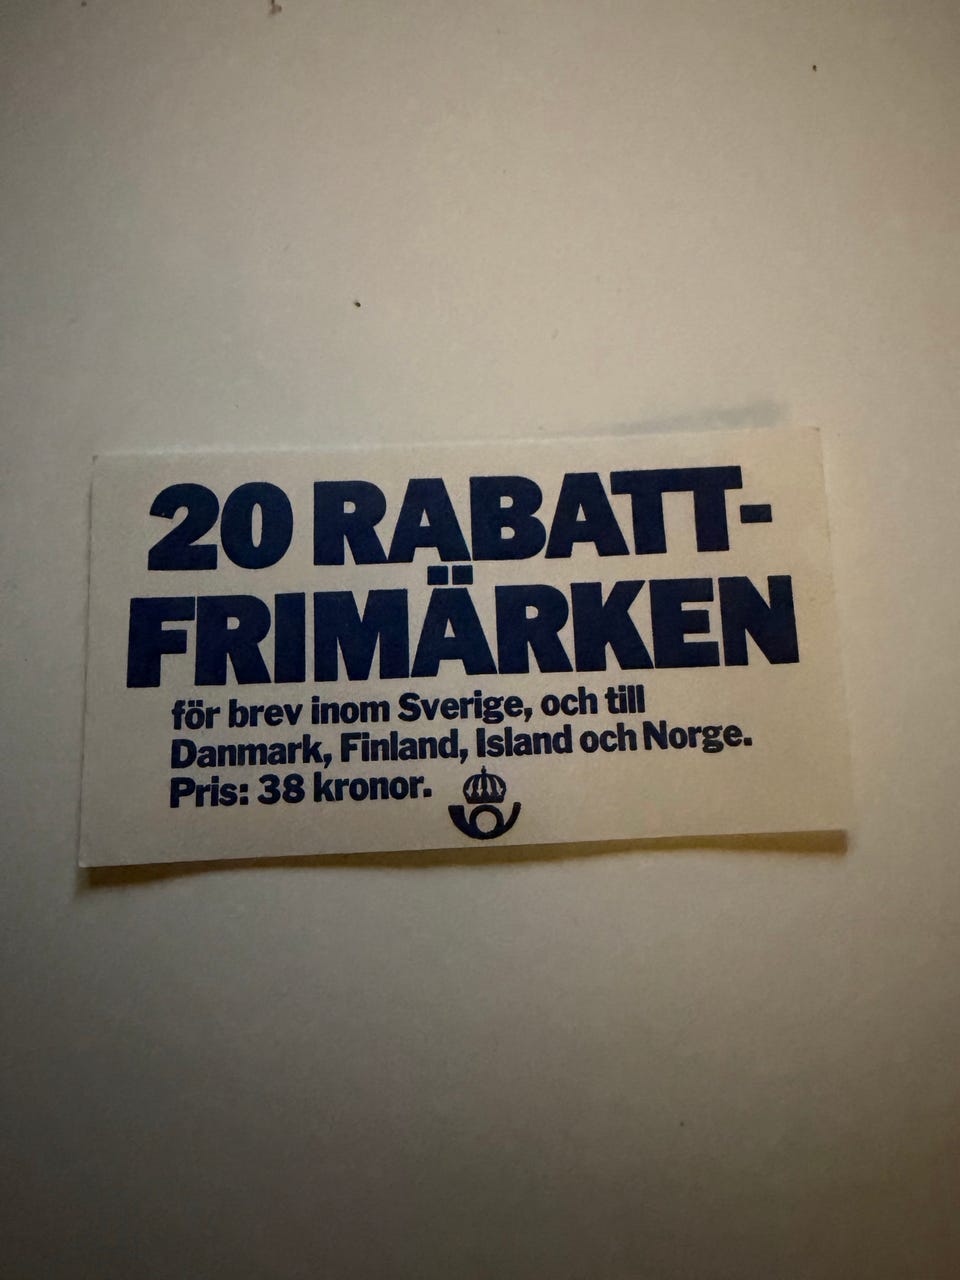 20 RABATT-
FRIMÄRKEN
för brev inom Sverige, och till
Danmark, Finland, Island och Norge.
Pris: 38 kronor.